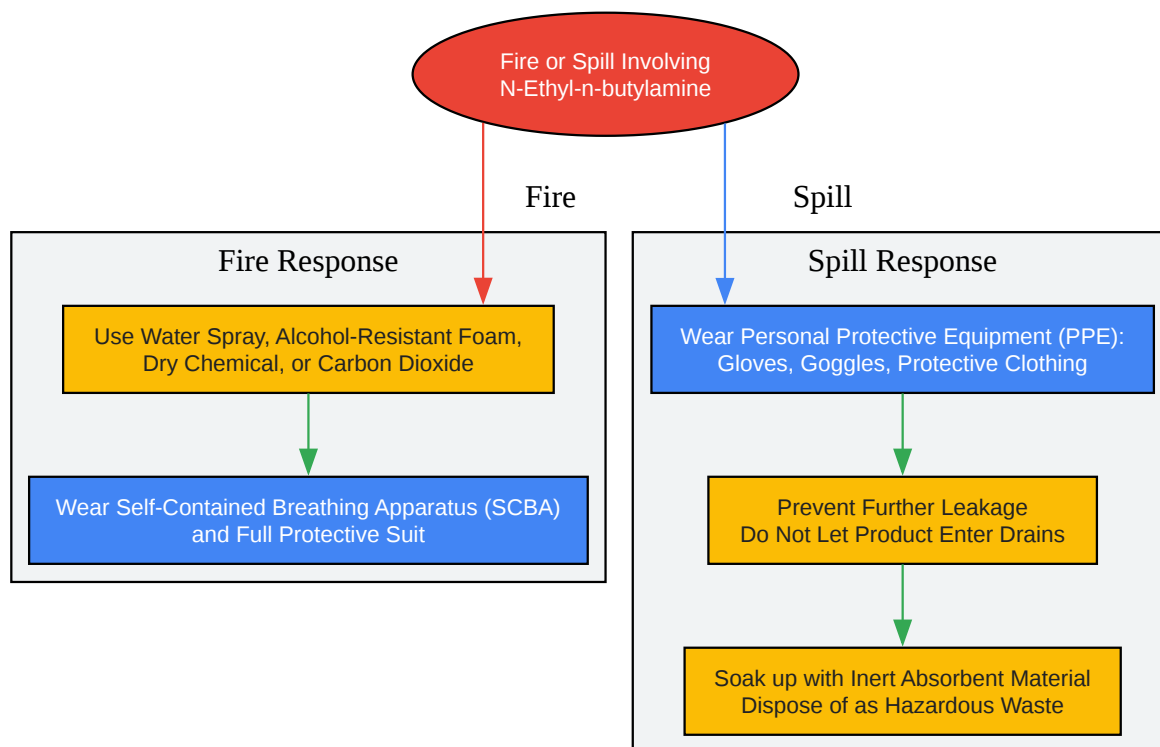 Fire or Spill Involving
N-Ethyl-n-butylamine
Fire
Spill
Fire Response
Use Water Spray, Alcohol-Resistant Foam,
Dry Chemical, or Carbon Dioxide
Wear Self-Contained Breathing Apparatus (SCBA)
and Full Protective Suit
Spill Response
Wear Personal Protective Equipment (PPE):
Gloves, Goggles, Protective Clothing
Prevent Further Leakage
Do Not Let Product Enter Drains
Soak up with Inert Absorbent Material
Dispose of as Hazardous Waste